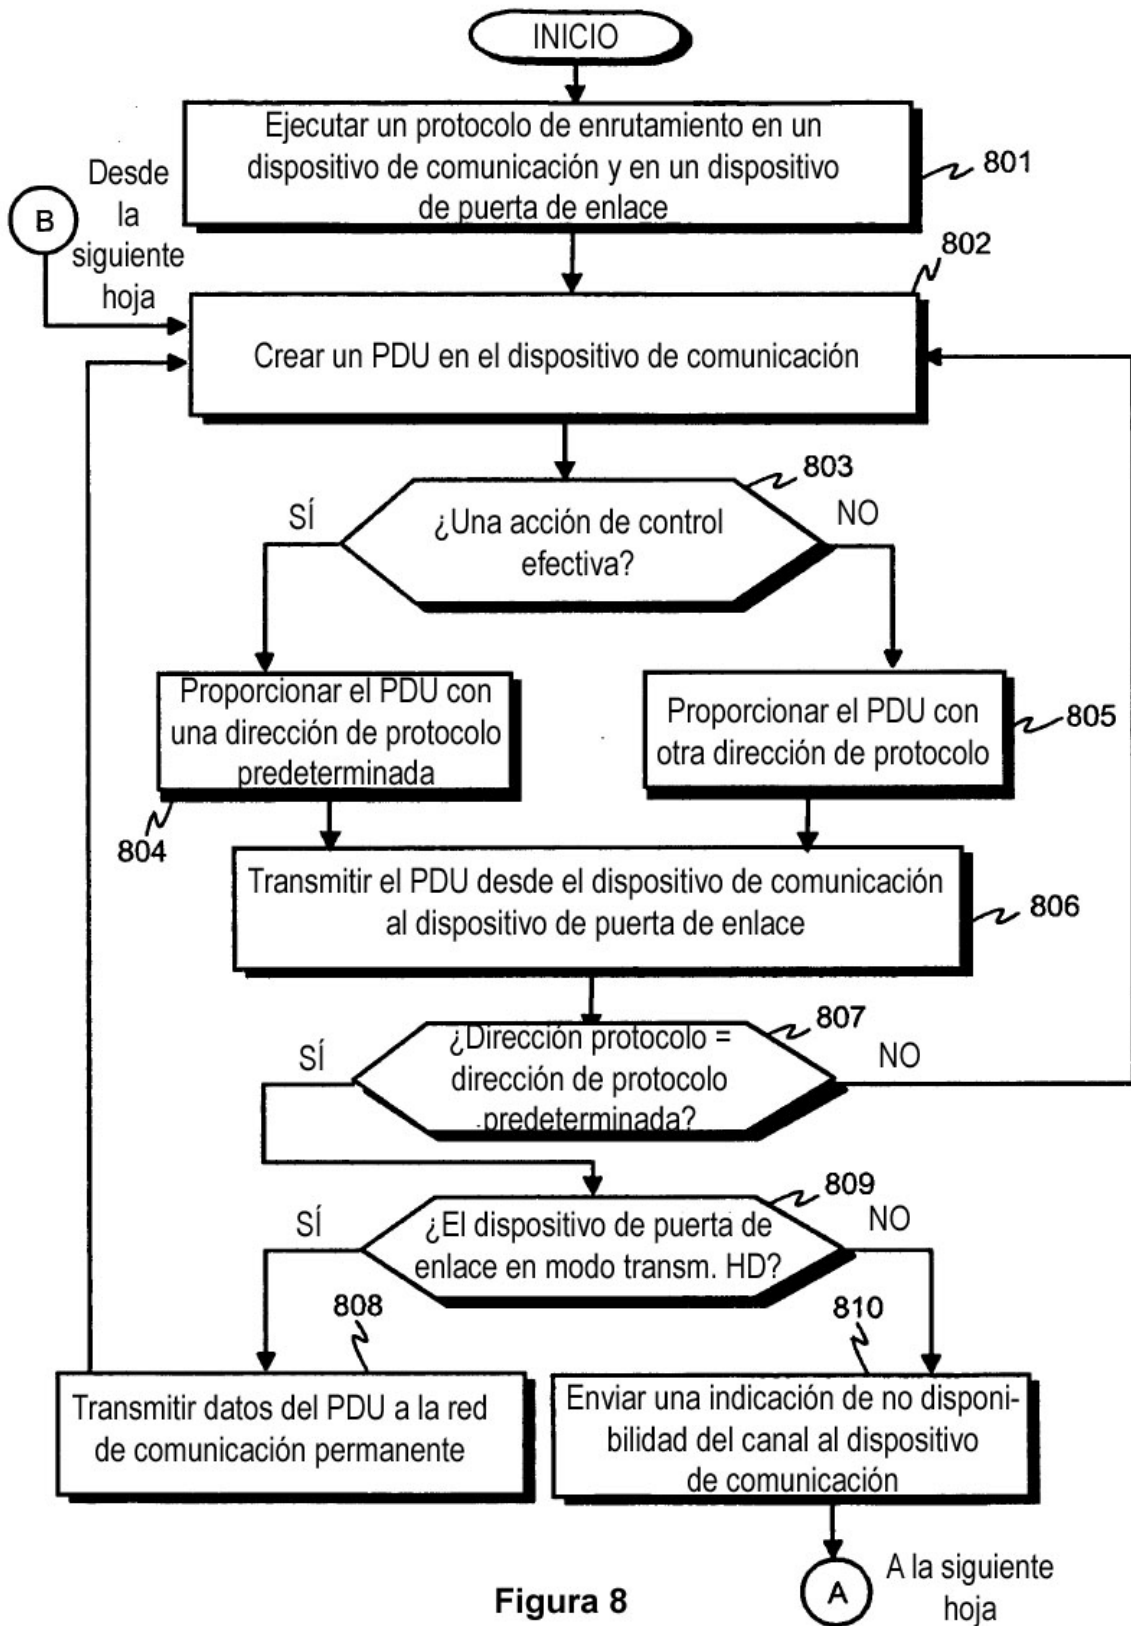 INICIO
Ejecutar un protocolo de enrutamiento en un
dispositivo de comunicación y en un dispositivo
de puerta de enlace
801
Desde
la
siguiente
hoja
B
802
Crear un PDU en el dispositivo de comunicación
803
SÍ
¿Una acción de control
efectiva?
NO
Proporcionar el PDU con
una dirección de protocolo
predeterminada
804
Proporcionar el PDU con
otra dirección de protocolo
805
Transmitir el PDU desde el dispositivo de comunicación
al dispositivo de puerta de enlace
806
807
SÍ
¿Dirección protocolo =
dirección de protocolo
predeterminada?
NO
809
SÍ
¿El dispositivo de puerta de
enlace en modo transm. HD?
NO
808
Transmitir datos del PDU a la red
de comunicación permanente
810
Enviar una indicación de no disponi-
bilidad del canal al dispositivo
de comunicación
A
A la siguiente
hoja
Figura 8